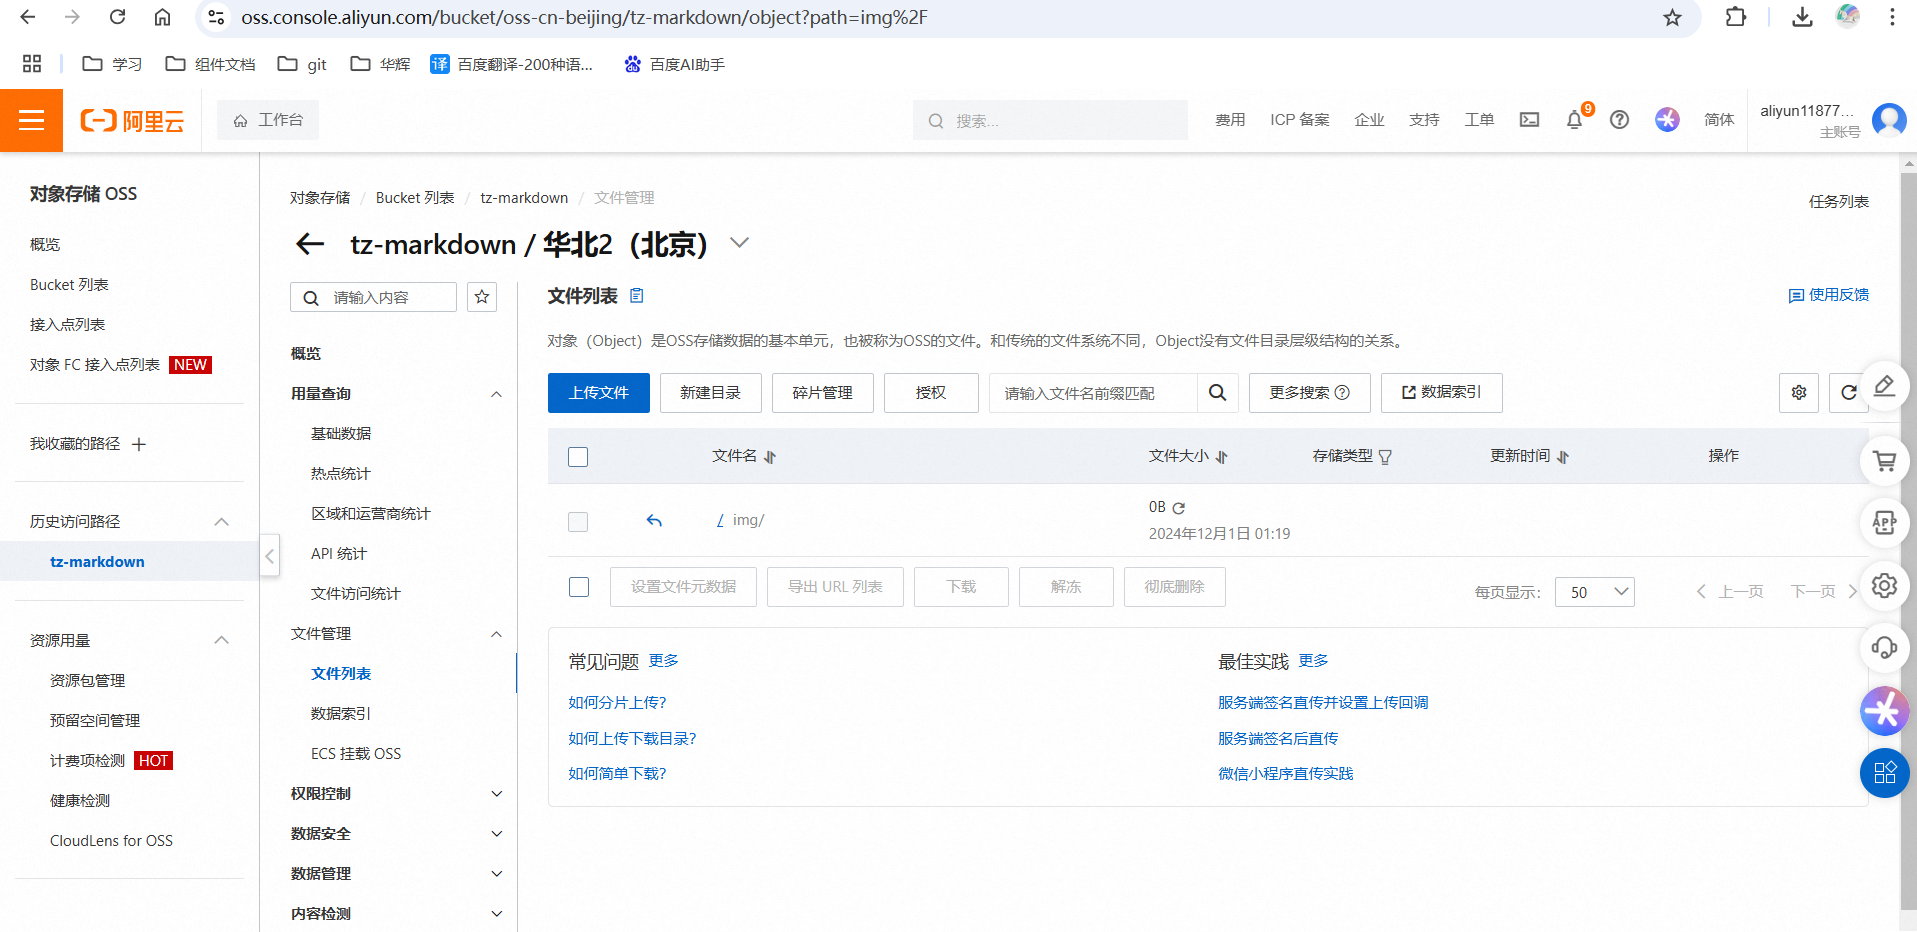 oss.console.aliyun.com/bucket/oss-cn-beijing/tz-markdown/object?path=img%2F
学习 组件文档 git 华辉 译 百度翻译-200种语... 百度AI助手
阿里云 工作台 搜索... 费用 ICP 备案 企业 支持 工单 9 简体 aliyun11877...
主账号
对象存储 OSS
概览
Bucket 列表
接入点列表
对象 FC 接入点列表 NEW
我收藏的路径
历史访问路径
tz-markdown
资源用量
资源包管理
预留空间管理
计费项检测 HOT
健康检测
CloudLens for OSS
对象存储 / Bucket 列表 / tz-markdown / 文件管理
任务列表
tz-markdown / 华北2（北京）
请输入内容
概览
用量查询
基础数据
热点统计
区域和运营商统计
API 统计
文件访问统计
文件管理
文件列表
数据索引
ECS 挂载 OSS
权限控制
数据安全
数据管理
内容检测
文件列表
使用反馈
对象（Object）是OSS存储数据的基本单元，也被称为OSS的文件。和传统的文件系统不同，Object没有文件目录层级结构的关系。
上传文件 新建目录 碎片管理 授权 请输入文件名前缀匹配 更多搜索 数据索引
文件名 文件大小 存储类型 更新时间 操作
/ img/ 0B
2024年12月1日 01:19
设置文件元数据 导出 URL 列表 下载 解冻 彻底删除 每页显示： 50 上一页 下一页
常见问题 更多
如何分片上传?
如何上传下载目录?
如何简单下载?
最佳实践 更多
服务端签名直传并设置上传回调
服务端签名后直传
微信小程序直传实践
APP